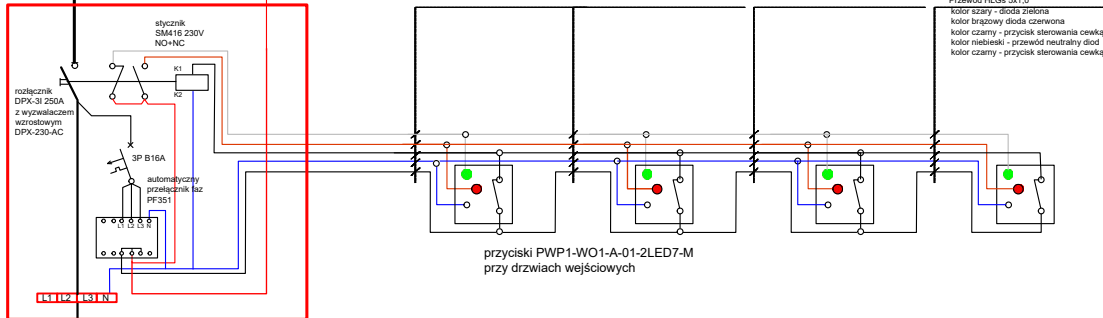 stycznik
SM416 230V
NO+NC
K1
K2
rozłącznik
DPX-3I 250A
z wyzwalaczem
wzrostowym
DPX-230-AC
3P B16A
automatyczny
przełącznik faz
PF351
L1 L2 L3 N
L1 L2 L3 N
przyciski PWP1-WO1-A-01-2LED7-M
przy drzwiach wejściowych
Przewód HLGs 5x1,0
kolor szary - dioda zielona
kolor brązowy dioda czerwona
kolor czarny - przycisk sterowania cewką
kolor niebieski - przewód neutralny diod
kolor czarny - przycisk sterowania cewką